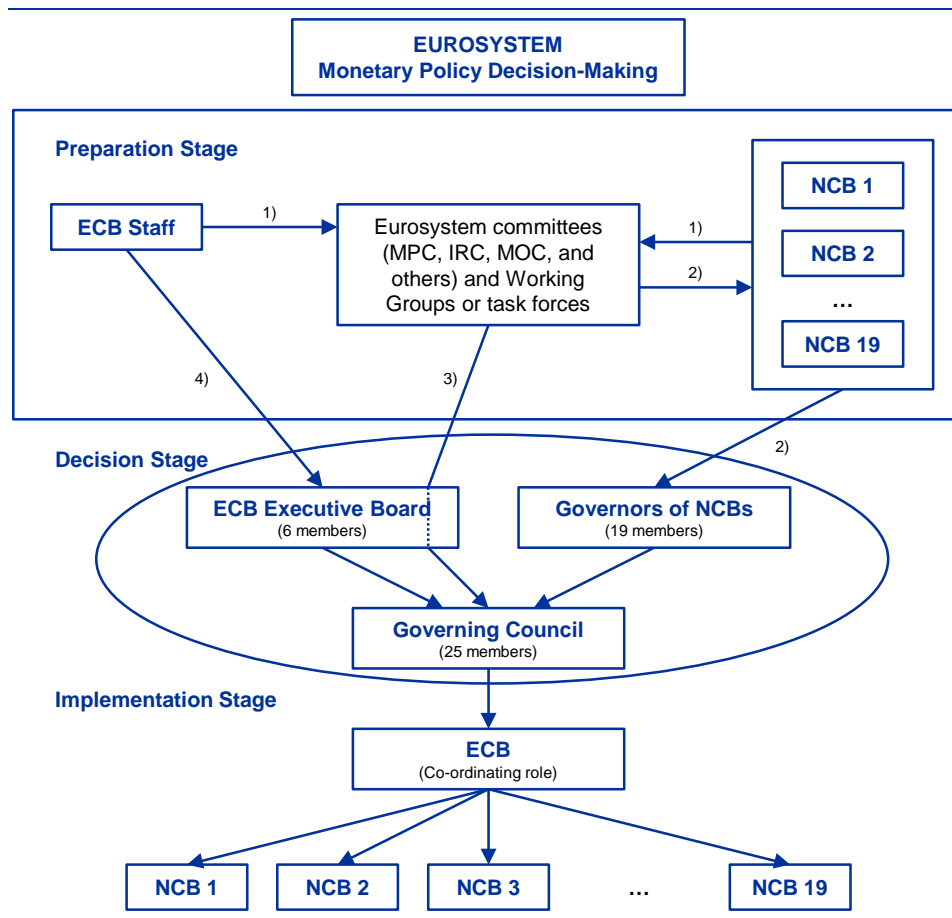 EUROSYSTEM
Monetary Policy Decision-Making
Preparation Stage
ECB Staff
1)
Eurosystem committees
(MPC, IRC, MOC, and
others) and Working
Groups or task forces
1)
2)
NCB 1
NCB 2
...
NCB 19
4)
3)
2)
Decision Stage
ECB Executive Board
(6 members)
Governors of NCBs
(19 members)
Governing Council
(25 members)
Implementation Stage
ECB
(Co-ordinating role)
NCB 1
NCB 2
NCB 3
...
NCB 19